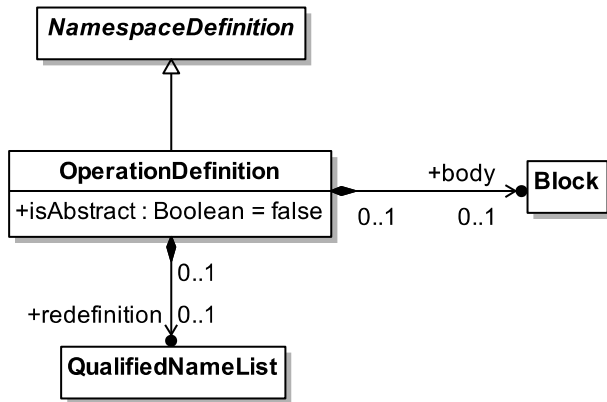 NamespaceDefinition
OperationDefinition
+isAbstract : Boolean = false
+body
Block
0..1
0..1
0..1
+redefinition
0..1
QualifiedNameList